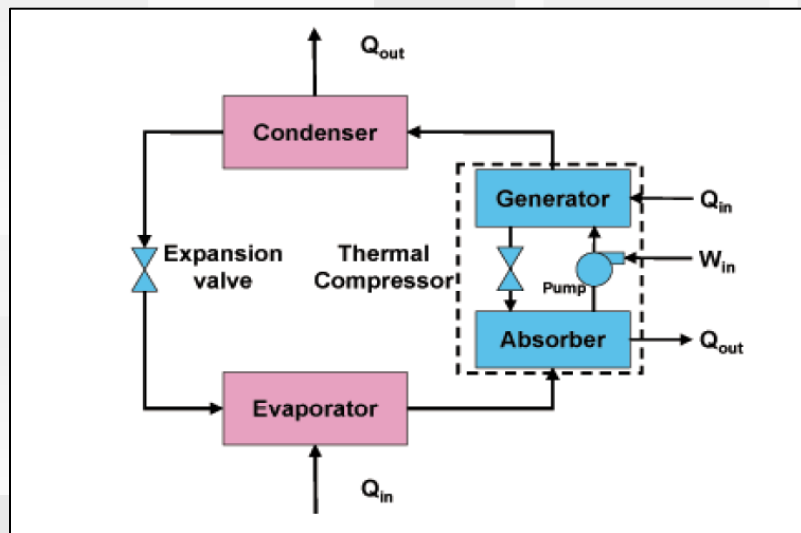 Qout
Condenser
Generator
Qin
Expansion
valve
Thermal
Compressor
Pump
Win
Absorber
Qout
Evaporator
Qin